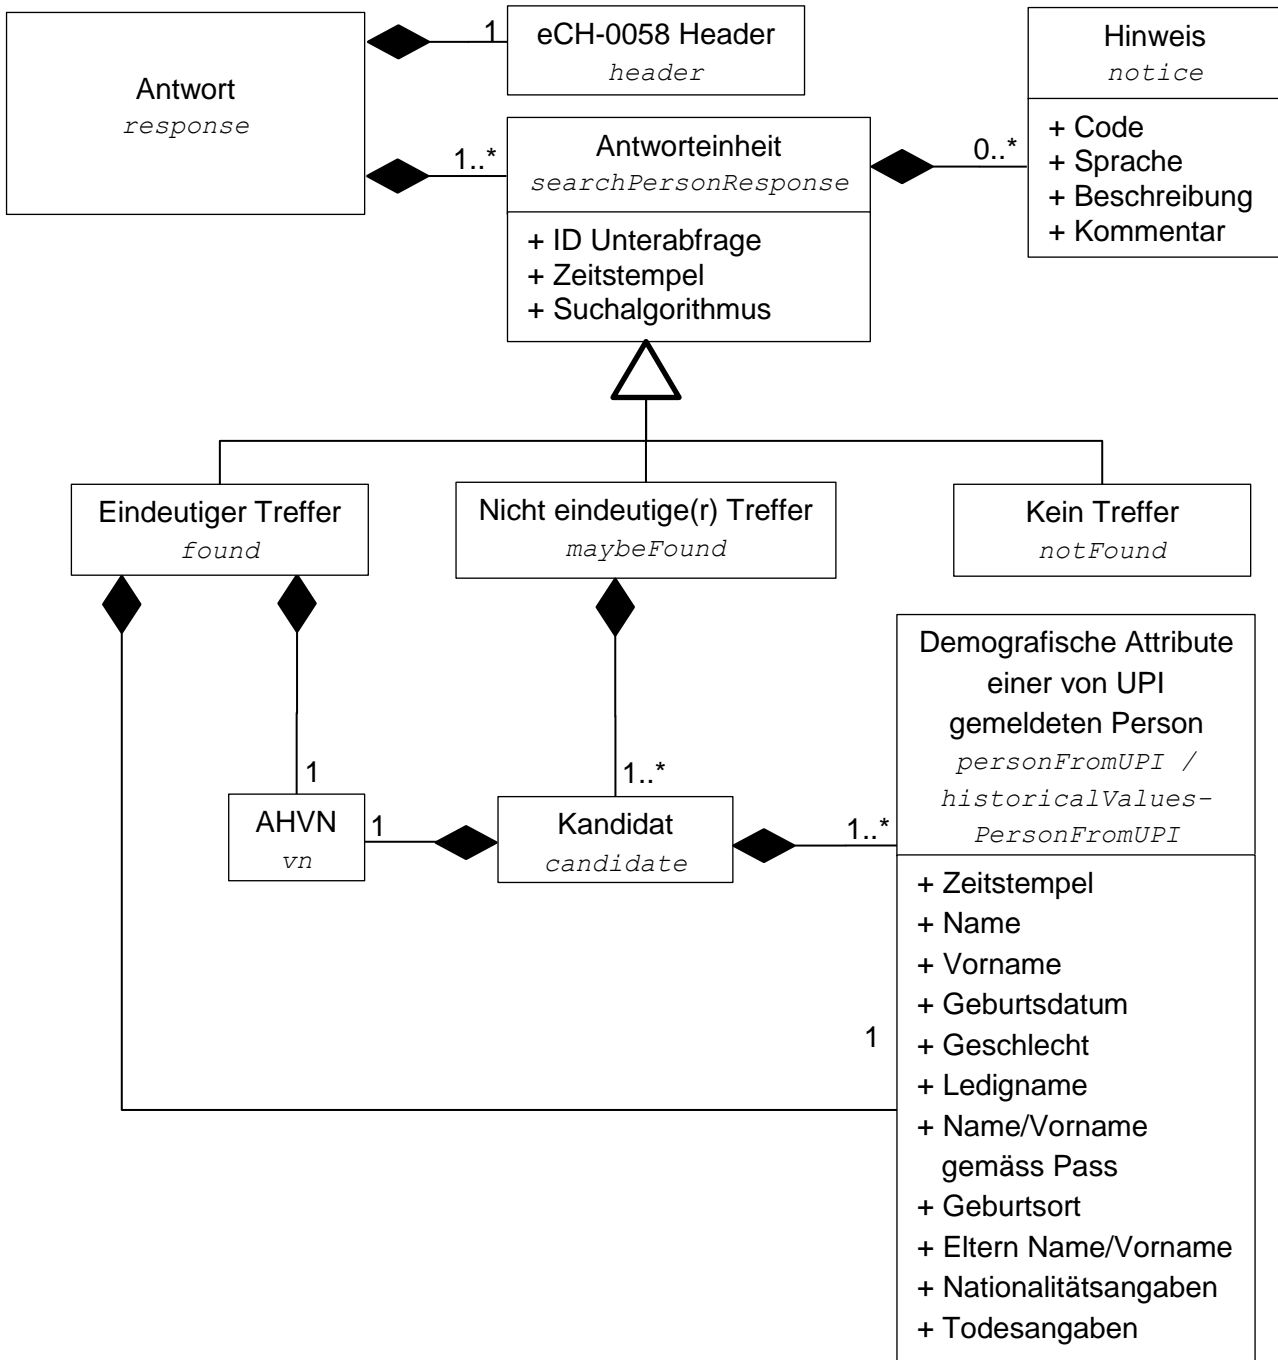 Antwort
response
1
eCH-0058 Header
header
Hinweis
notice
+ Code
+ Sprache
+ Beschreibung
+ Kommentar
1..*
Antworteinheit
searchPersonResponse
0..*
+ ID Unterabfrage
+ Zeitstempel
+ Suchalgorithmus
Eindeutiger Treffer
found
Nicht eindeutige(r) Treffer
maybeFound
Kein Treffer
notFound
1
1..*
AHVN
vn
1
Kandidat
candidate
1..*
1
Demografische Attribute
einer von UPI
gemeldeten Person
personFromUPI /
historicalValues-
PersonFromUPI
+ Zeitstempel
+ Name
+ Vorname
+ Geburtsdatum
+ Geschlecht
+ Ledigname
+ Name/Vorname
gemäss Pass
+ Geburtsort
+ Eltern Name/Vorname
+ Nationalitätsangaben
+ Todesangaben